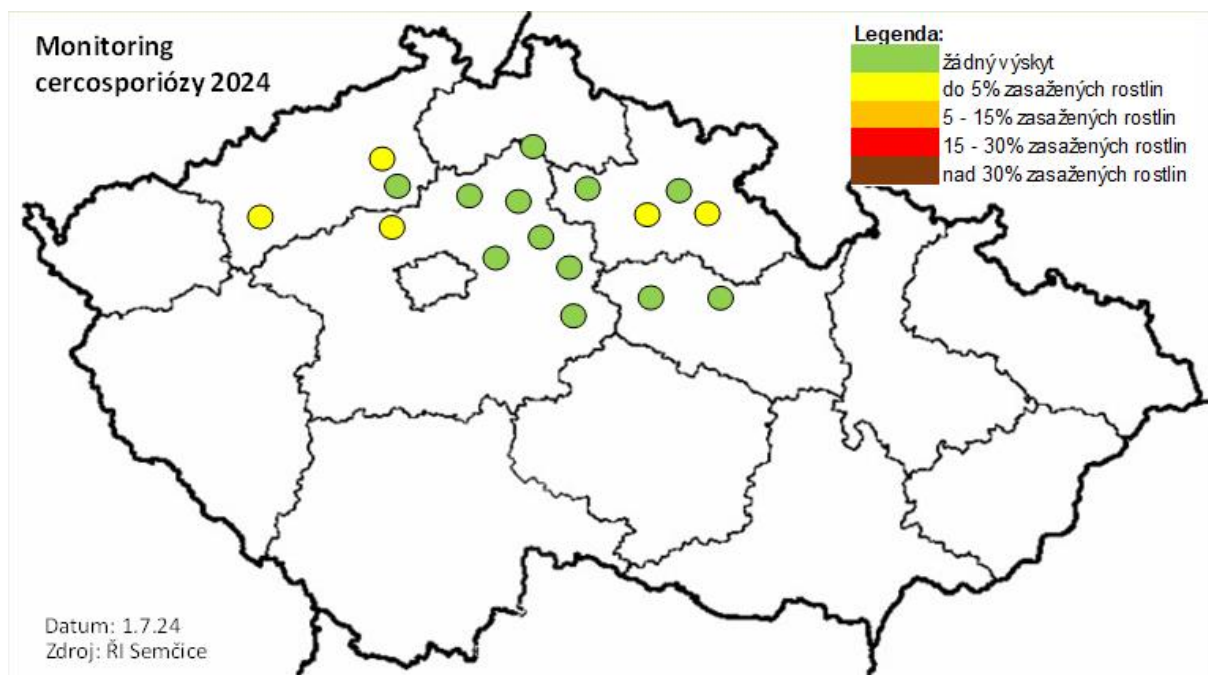 Monitoring
cercosporiózy 2024
Legenda:
žádný výskyt
do 5% zasažených rostlin
5 - 15% zasažených rostlin
15 - 30% zasažených rostlin
nad 30% zasažených rostlin
Datum: 1.7.24
Zdroj: ŘI Semčice